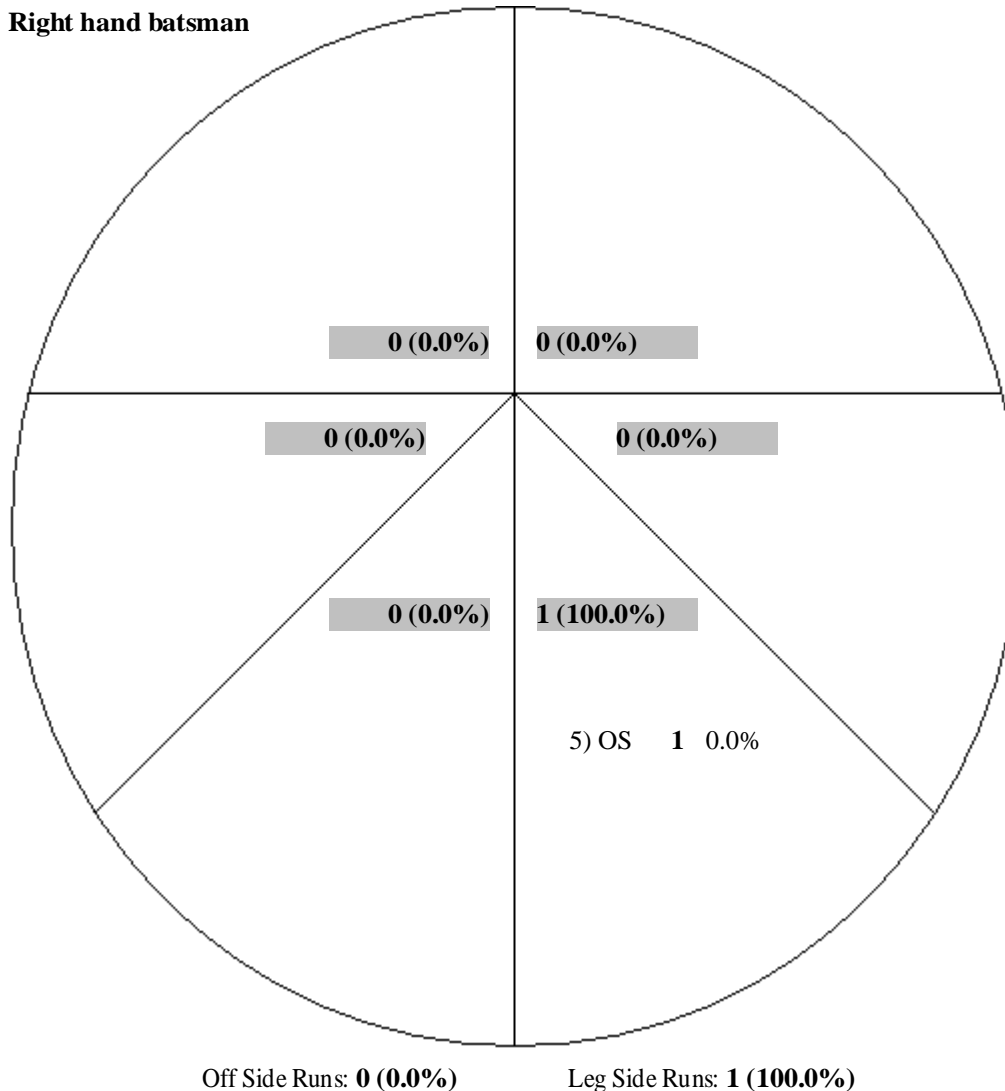 Right hand batsman
0 (0.0%) 0 (0.0%)
0 (0.0%) 0 (0.0%)
0 (0.0%) 1 (100.0%)
5) OS 1 0.0%
Off Side Runs: 0 (0.0%) Leg Side Runs: 1 (100.0%)